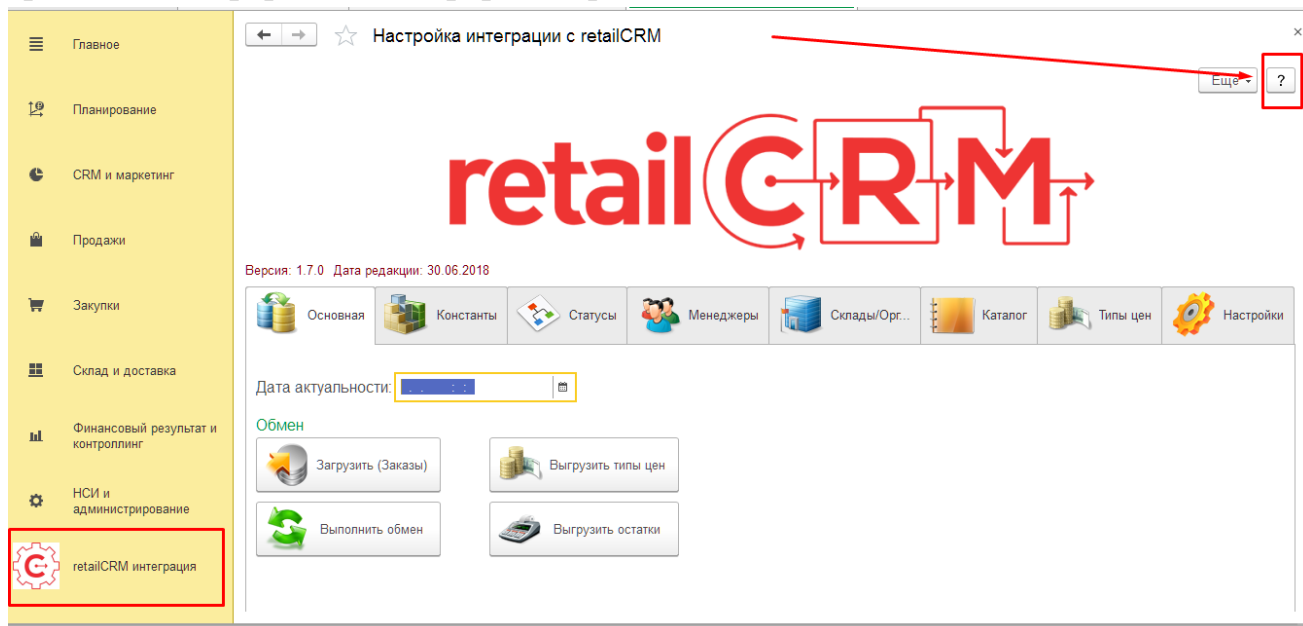 Главное
Планирование
CRM и маркетинг
Продажи
Закупки
Склад и доставка
Финансовый результат и
контроллинг
НСИ и
администрирование
retailCRM интеграция
Настройка интеграции с retailCRM
×
Еще
?
retailCRM
Версия: 1.7.0 Дата редакции: 30.06.2018
Основная Константы Статусы Менеджеры Склады/Орг... Каталог Типы цен Настройки
Дата актуальности: . . : :
Обмен
Загрузить (Заказы) Выгрузить типы цен
Выполнить обмен Выгрузить остатки